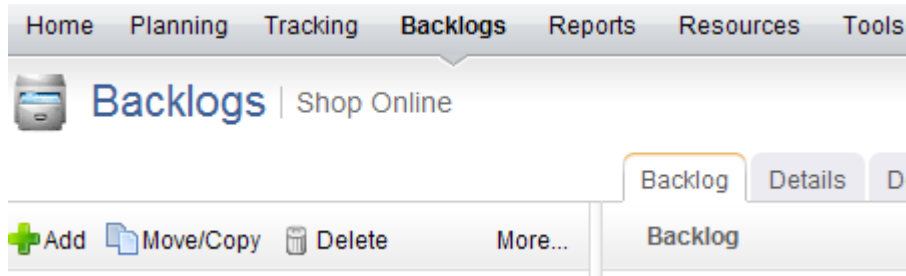 Home Planning Tracking Backlogs Reports Resources Tools
Backlogs | Shop Online
Backlog Details D
Add Move/Copy Delete More... Backlog